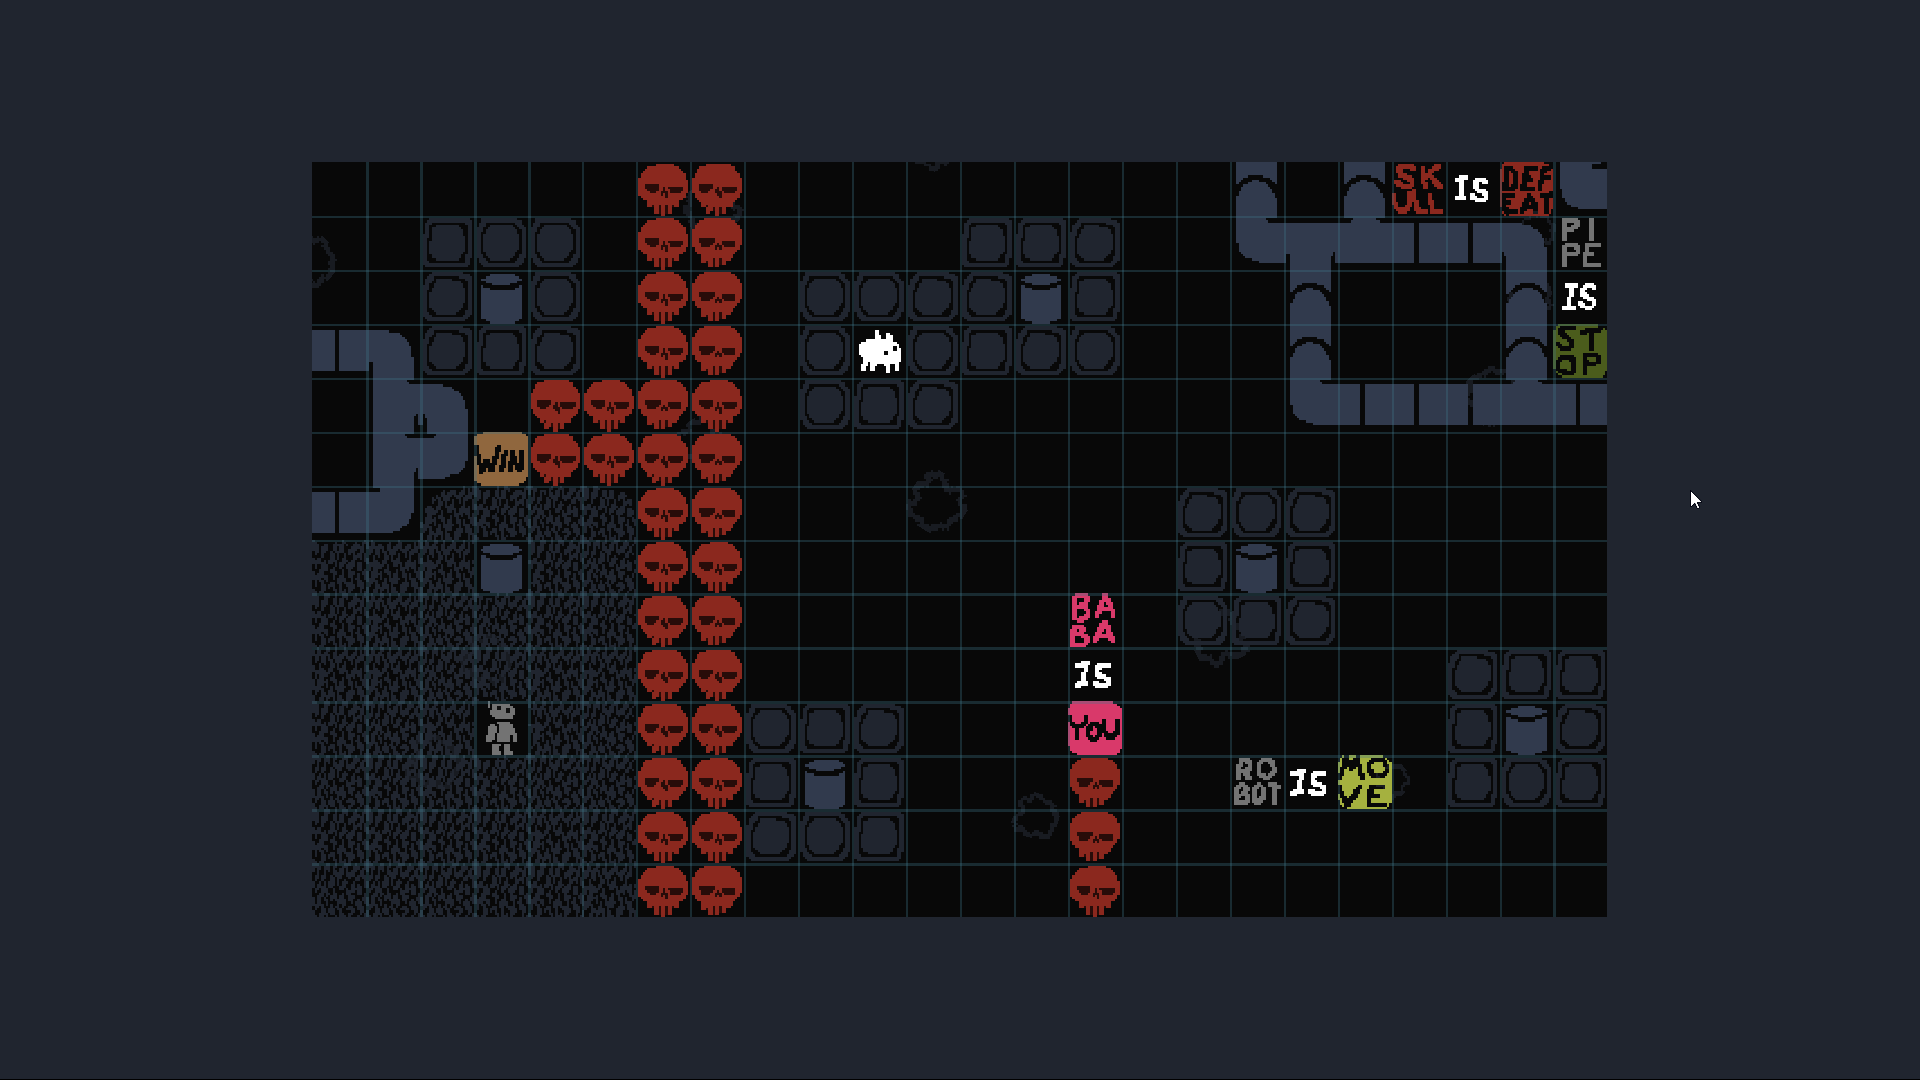 SKULL IS DEFEAT
PIPE
IS
STOP
WIN
BABA
IS
YOU
ROBOT IS MOVE